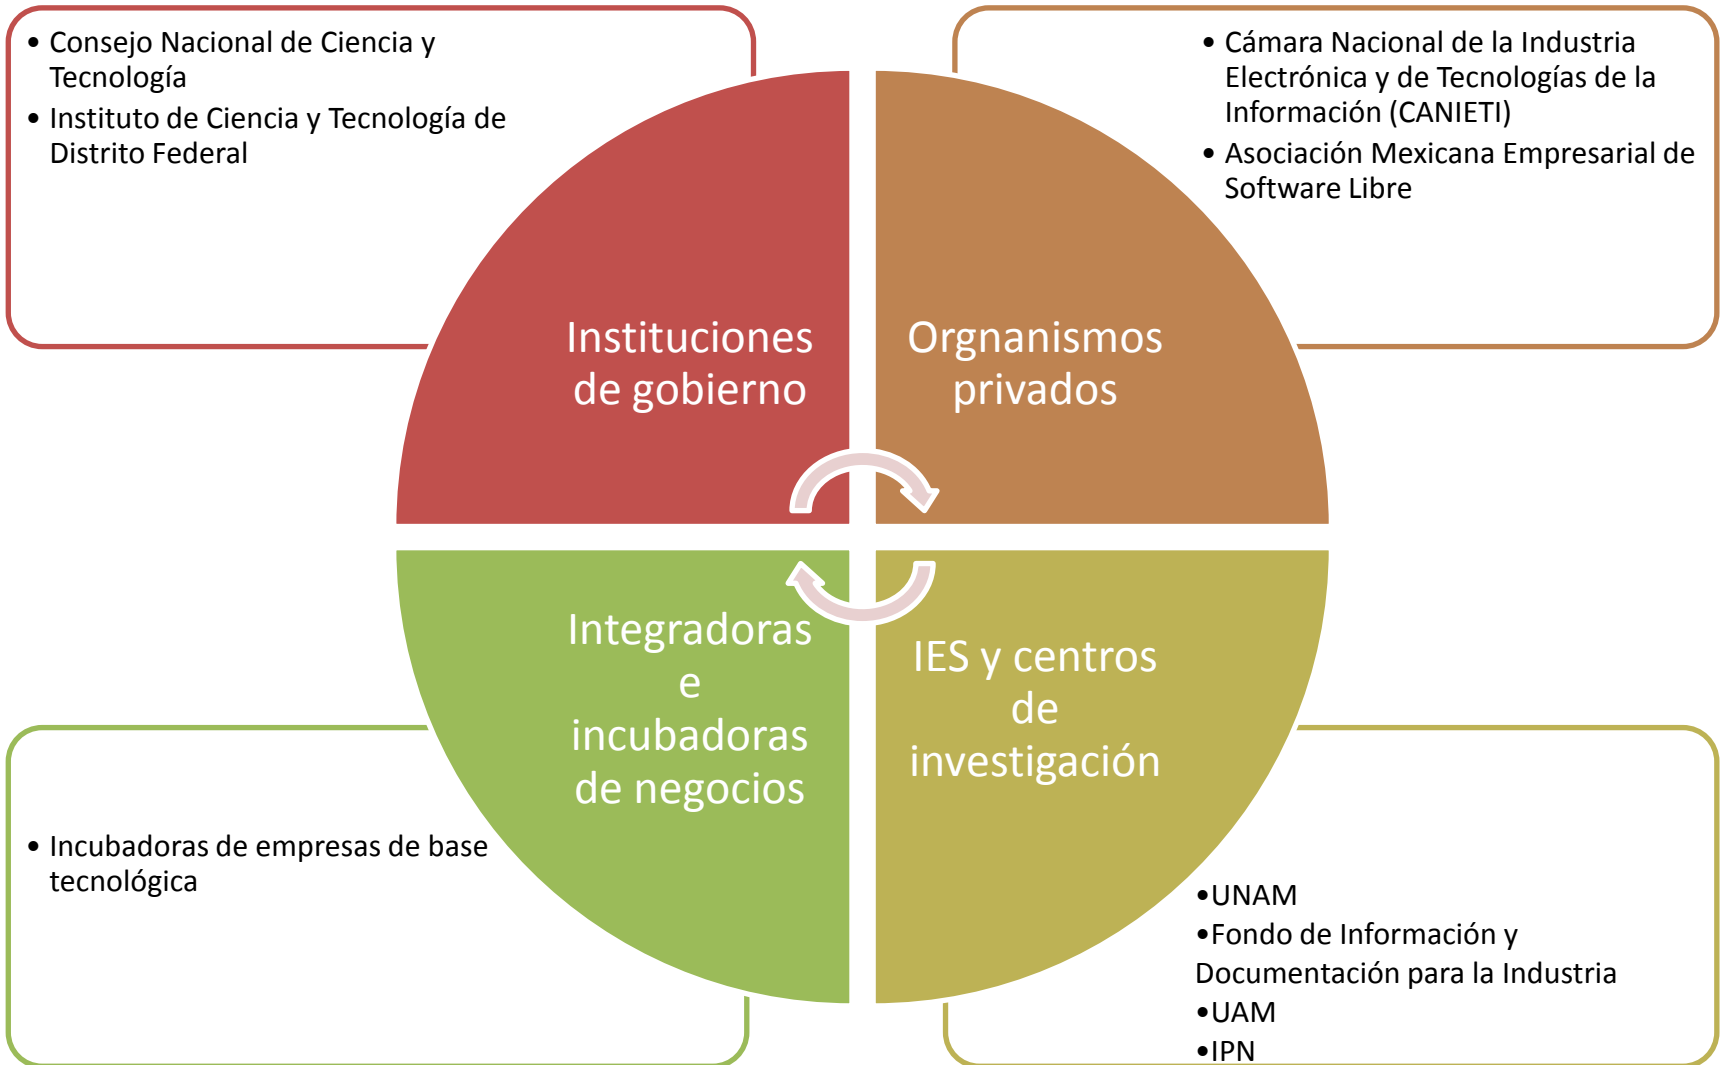 • Consejo Nacional de Ciencia y
Tecnología
• Instituto de Ciencia y Tecnología de
Distrito Federal
• Cámara Nacional de la Industria
Electrónica y de Tecnologías de la
Información (CANIETI)
• Asociación Mexicana Empresarial de
Software Libre
Instituciones
de gobierno
Orgnanismos
privados
Integradoras
e
incubadoras
de negocios
IES y centros
de
investigación
• Incubadoras de empresas de base
tecnológica
•UNAM
•Fondo de Información y
Documentación para la Industria
•UAM
•IPN